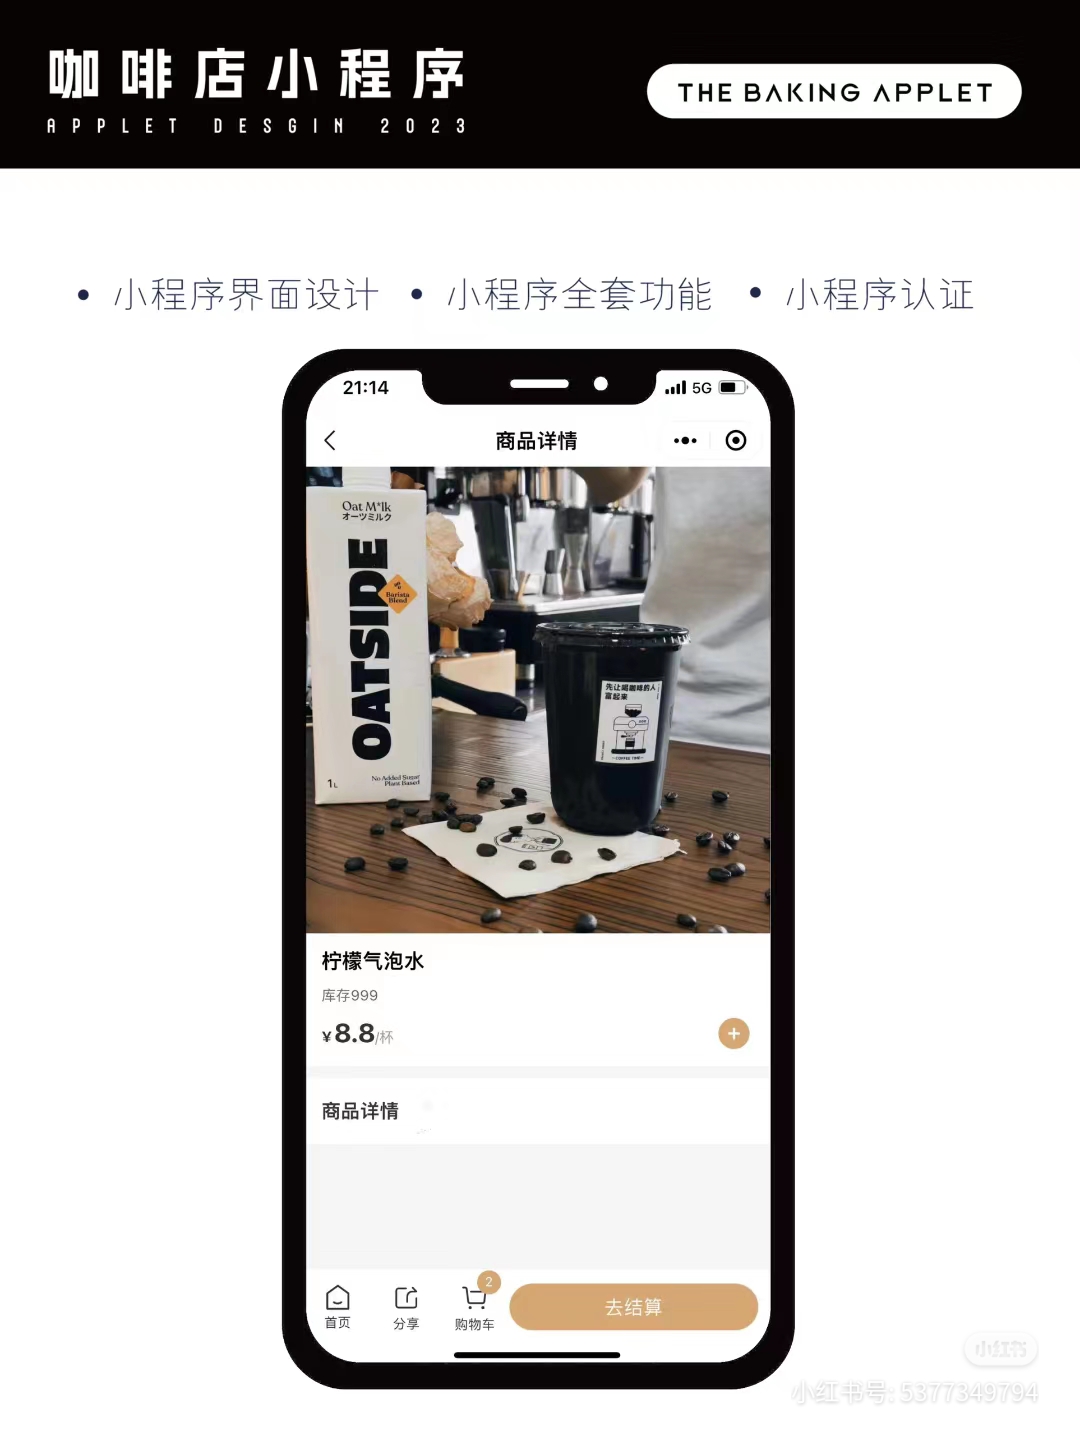 咖啡店小程序
APPLET DESGIN 2023
THE BAKING APPLET
• 小程序界面设计 • 小程序全套功能 • 小程序认证
21:14
5G
商品详情
Oat M*lk
オーツミルク
OATSIDE
Barista
Blend
No Added Sugar
Plant Based
1L
先让喝咖啡的人
富起来
COFFEE TIME
柠檬气泡水
库存999
¥8.8/杯
+
商品详情
2
首页
分享
购物车
去结算
小红书
小红书号: 5377349794